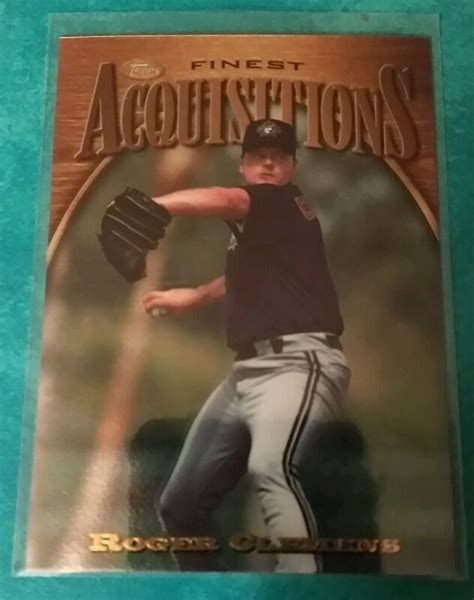 Topps
FINEST
ACQUISITIONS
ROGER CLEMENS